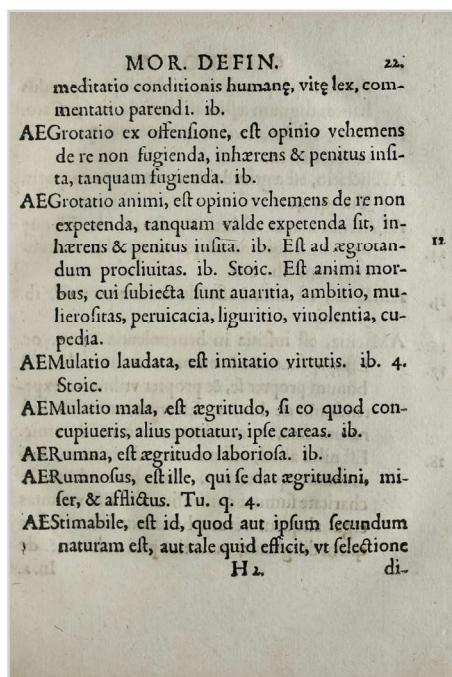 MOR. DEFIN. 22.
meditatio conditionis humanę, vitę lex, com-
mentatio parendi. ib.
AEGrotatio ex offensione, est opinio vehemens
de re non fugienda, inhærens & penitus insi-
ta, tanquam fugienda. ib.
AEGrotatio animi, est opinio vehemens de re non
expetenda, tanquam valde expetenda sit, in-
hærens & penitus insita. ib. Est ad ægrotan-
12
dum procliuitas. ib. Stoic. Est animi mor-
bus, cui subiecta sunt auaritia, ambitio, mu-
lierositas, peruicacia, liguritio, vinolentia, cu-
pedia.
AEMulatio laudata, est imitatio virtutis. ib. 4.
Stoic.
AEMulatio mala, est ægritudo, si eo quod con-
cupiueris, alius potiatur, ipse careas. ib.
AERumna, est ægritudo laboriosa. ib.
AERumnosus, est ille, qui se dat ægritudini, mi-
ser, & afflictus. Tu. q. 4.
AEStimabile, est id, quod aut ipsum secundum
naturam est, aut tale quid efficit, vt selectione
H 2. di-